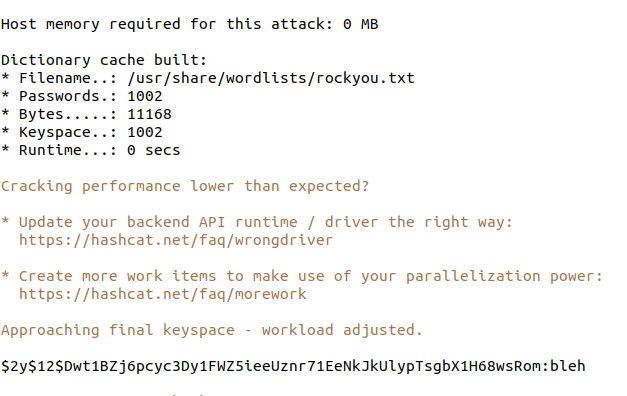 Host memory required for this attack: 0 MB
Dictionary cache built:
* Filename..: /usr/share/wordlists/rockyou.txt
* Passwords.: 1002
* Bytes.....: 11168
* Keyspace..: 1002
* Runtime...: 0 secs
Cracking performance lower than expected?
* Update your backend API runtime / driver the right way:
https://hashcat.net/faq/wrongdriver
* Create more work items to make use of your parallelization power:
https://hashcat.net/faq/morework
Approaching final keyspace - workload adjusted.
$2y$12$Dwt1BZj6pcyc3Dy1FWZ5ieeUznr71EeNkJkUlypTsgbX1H68wsRom:bleh